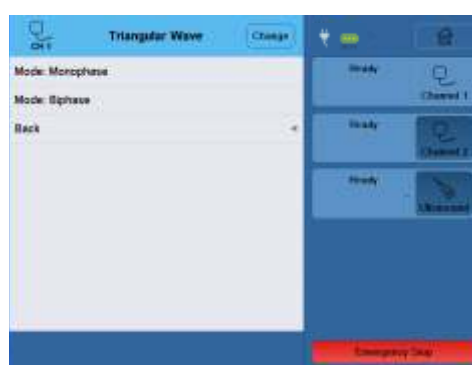 CH 1
Triangular Wave
Change
Mode: Monophase
Mode: Biphase
Back
Ready
Channel 1
Ready
Channel 2
Ready
Ultrasound
Emergency Stop